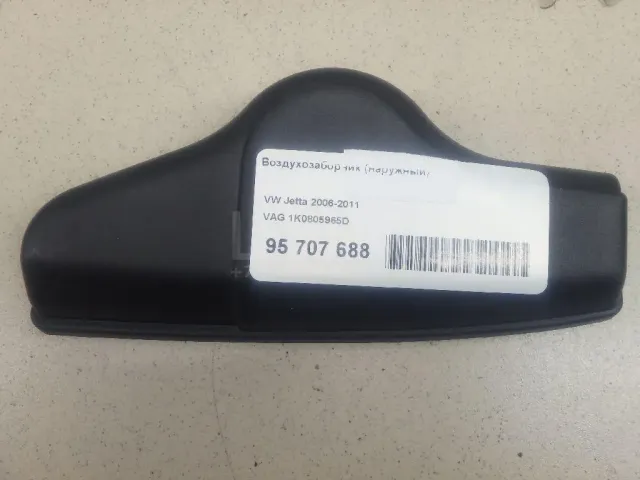 Воздухозаборник (наружный)
VW Jetta 2006-2011
VAG 1K0805965D
95 707 688